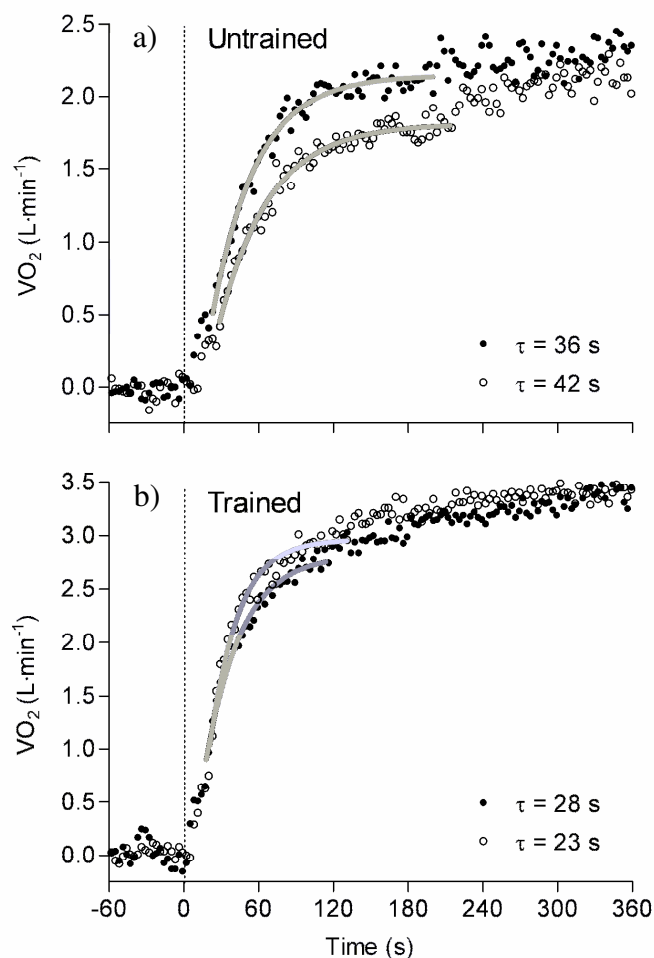 a) Untrained
2.5
2.0
1.5
1.0
0.5
0.0
VO₂ (L·min⁻¹)
τ = 36 s
τ = 42 s
b) Trained
3.5
3.0
2.5
2.0
1.5
1.0
0.5
0.0
VO₂ (L·min⁻¹)
τ = 28 s
τ = 23 s
-60 0 60 120 180 240 300 360
Time (s)